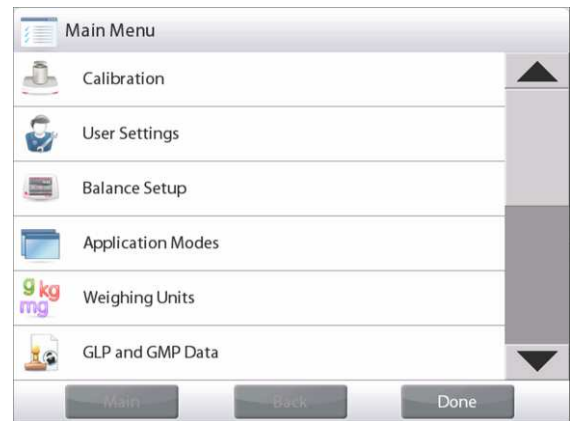 Main Menu
Calibration
User Settings
Balance Setup
Application Modes
g kg
mg
Weighing Units
GLP and GMP Data
Main Back Done